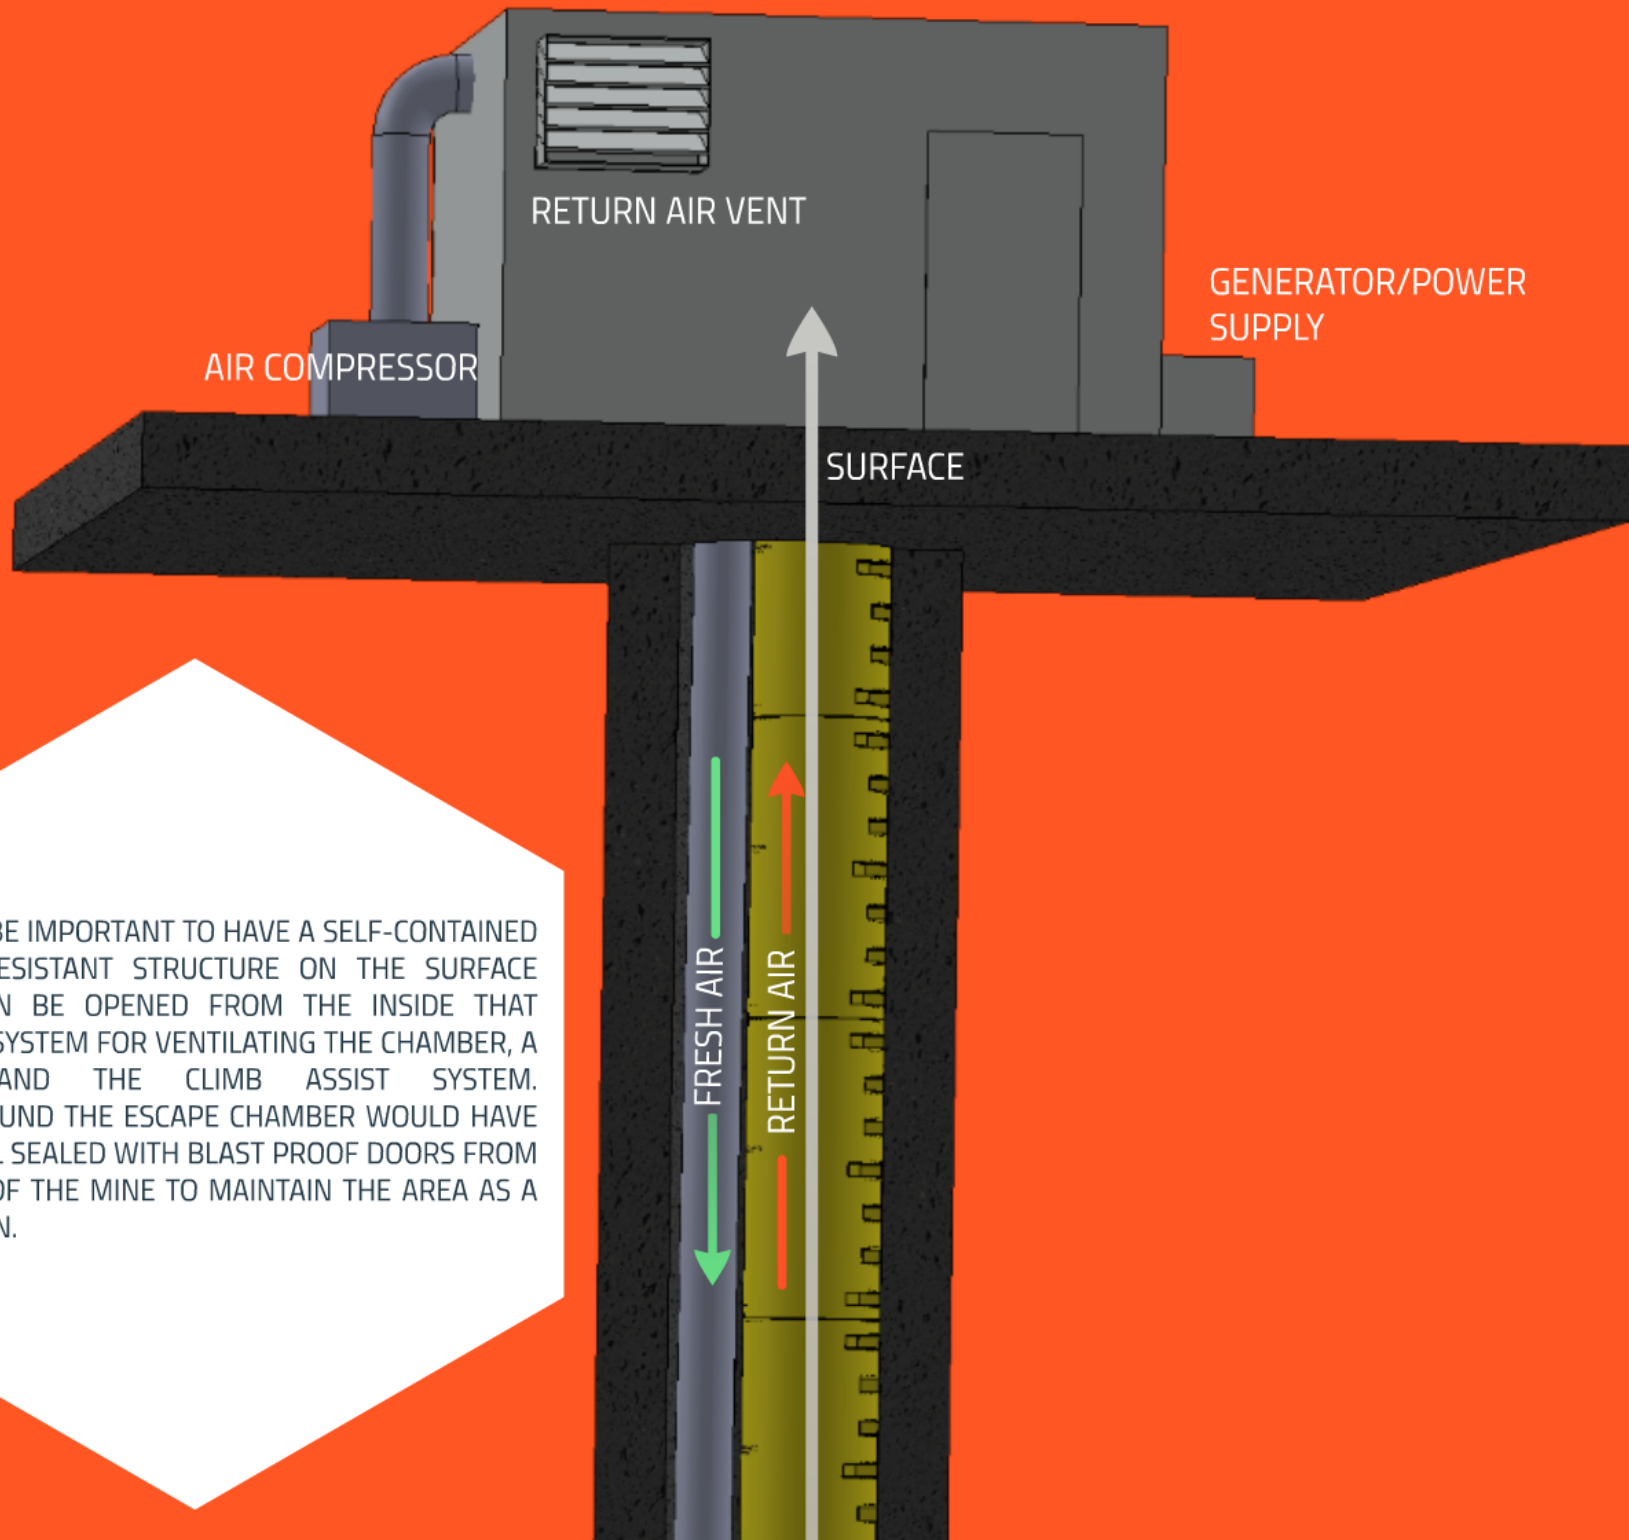 RETURN AIR VENT
GENERATOR/POWER
SUPPLY
AIR COMPRESSOR
SURFACE
FRESH AIR
RETURN AIR
BE IMPORTANT TO HAVE A SELF-CONTAINED
ESISTANT STRUCTURE ON THE SURFACE
N BE OPENED FROM THE INSIDE THAT
SYSTEM FOR VENTILATING THE CHAMBER, A
AND THE CLIMB ASSIST SYSTEM.
UND THE ESCAPE CHAMBER WOULD HAVE
L SEALED WITH BLAST PROOF DOORS FROM
OF THE MINE TO MAINTAIN THE AREA AS A
N.